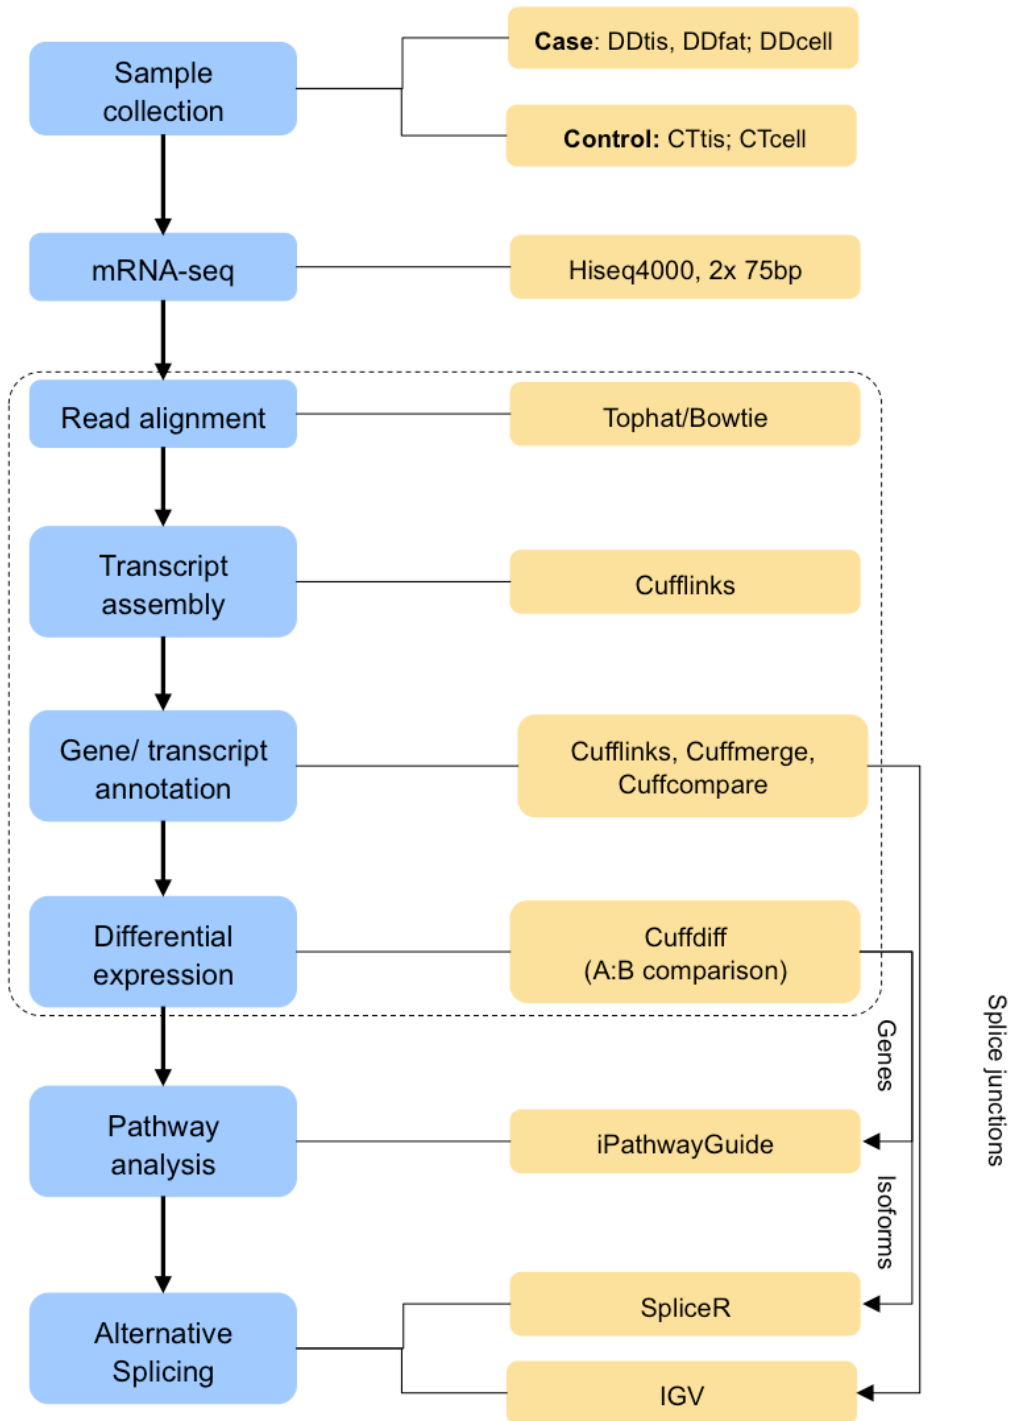 Sample
collection
Case: DDtis, DDfat; DDcell
Control: CTtis; CTcell
mRNA-seq
Hiseq4000, 2x 75bp
Read alignment
Tophat/Bowtie
Transcript
assembly
Cufflinks
Gene/ transcript
annotation
Cufflinks, Cuffmerge,
Cuffcompare
Differential
expression
Cuffdiff
(A:B comparison)
Genes
Splice junctions
Pathway
analysis
iPathwayGuide
Isoforms
Alternative
Splicing
SpliceR
IGV